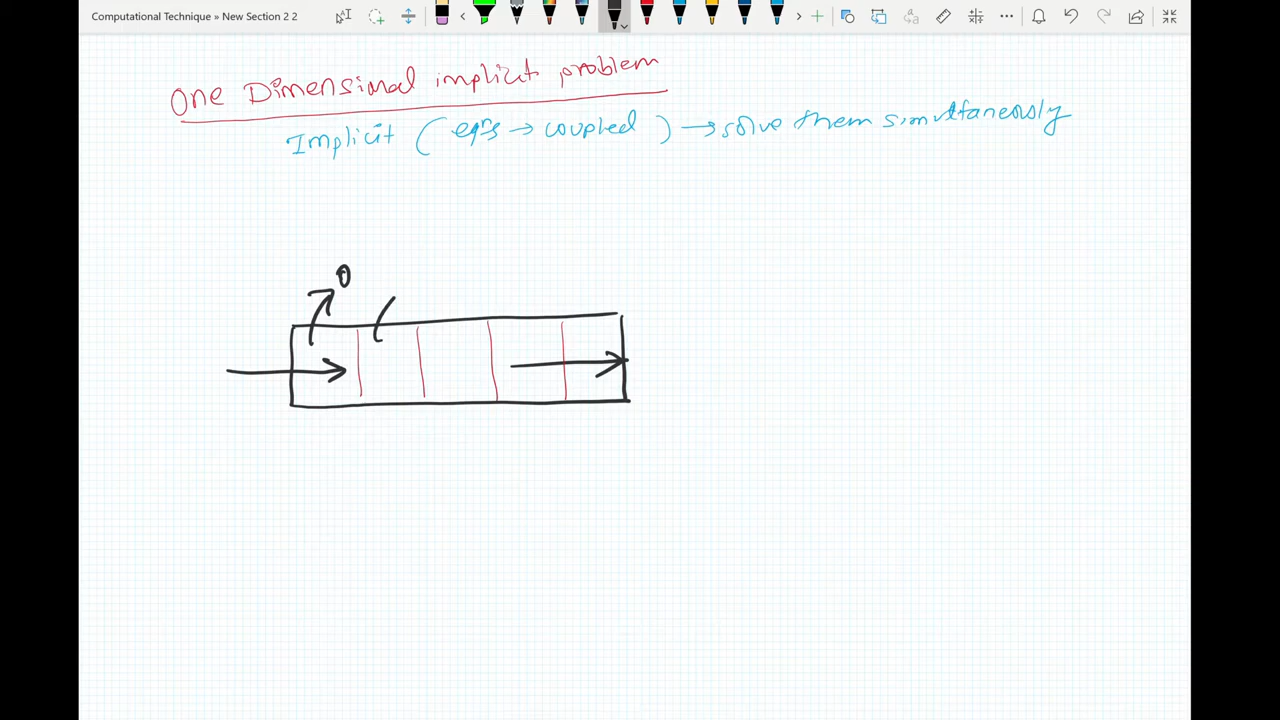 Computational Technique » New Section 2 2
One Dimensional implicit problem
Implicit (eqns → coupled) → solve them simultaneously
0